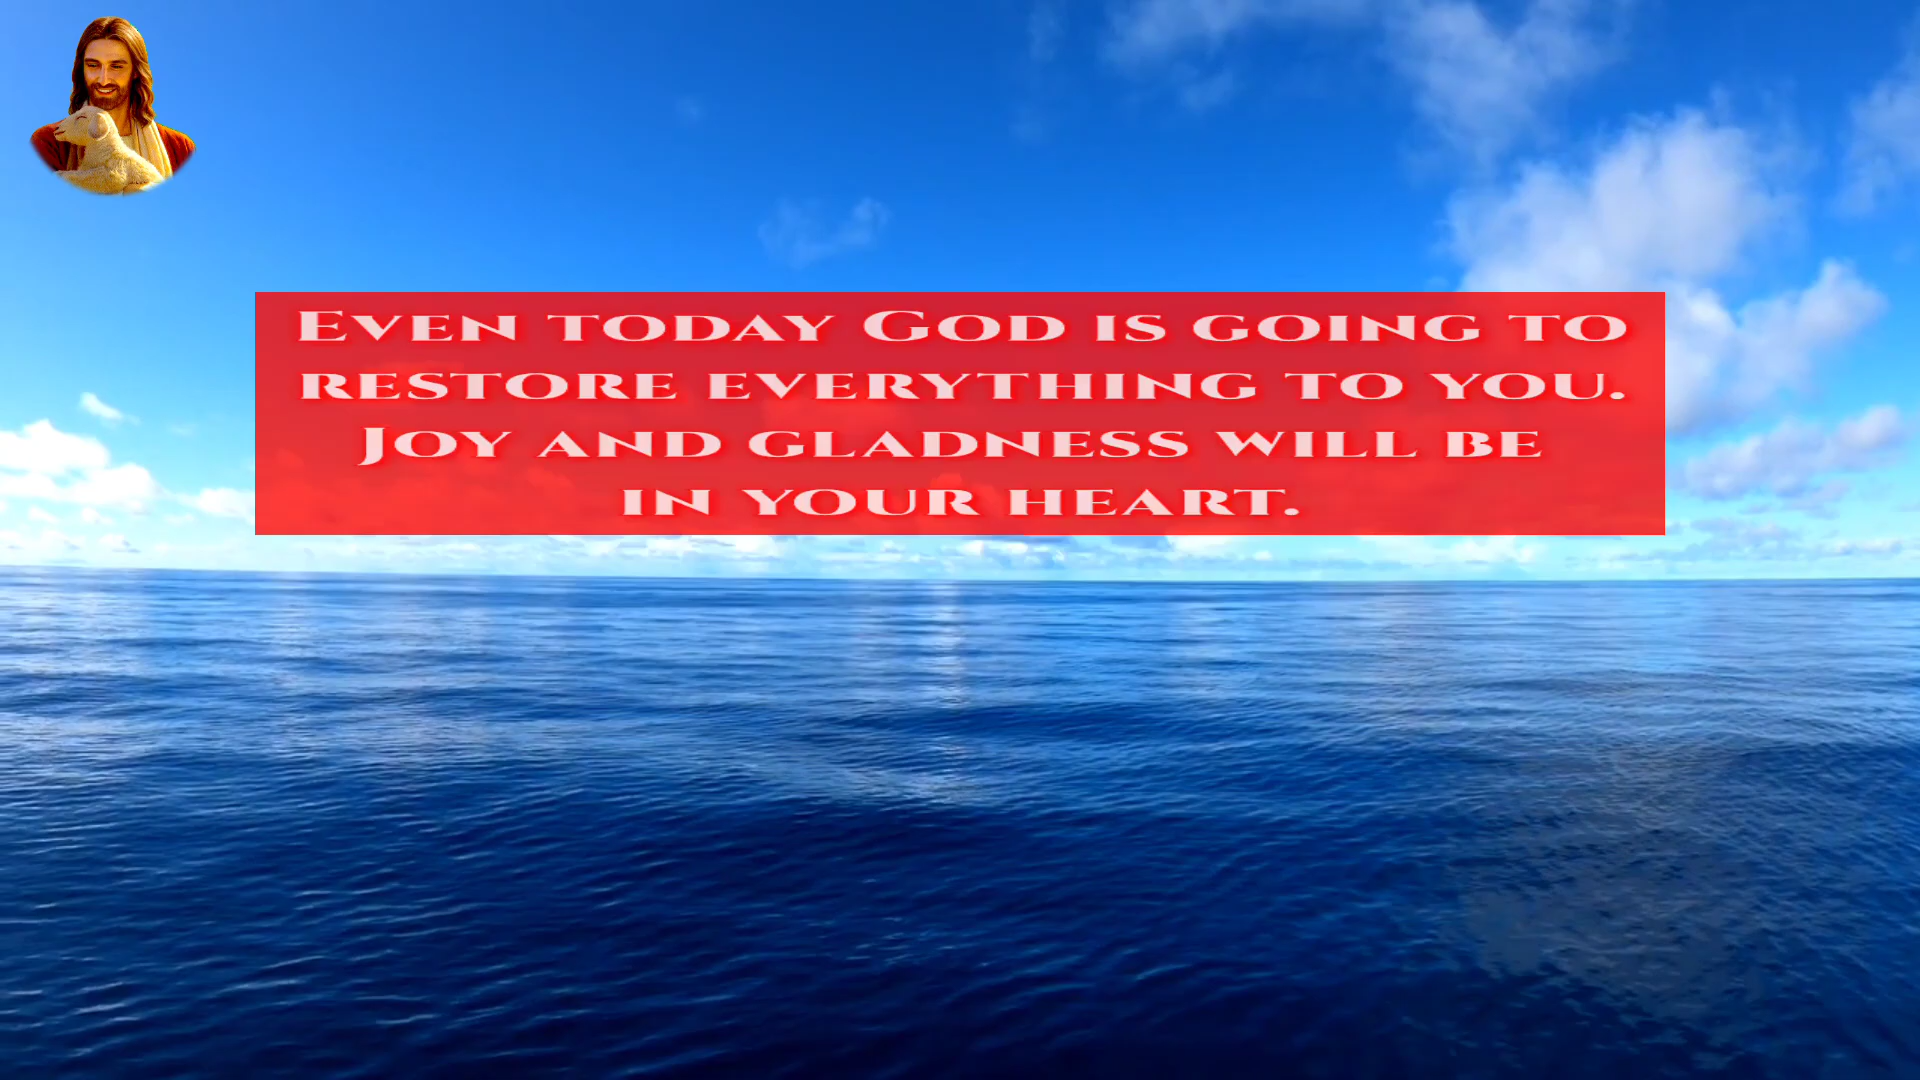 Even today God is going to
restore everything to you.
Joy and gladness will be
in your heart.